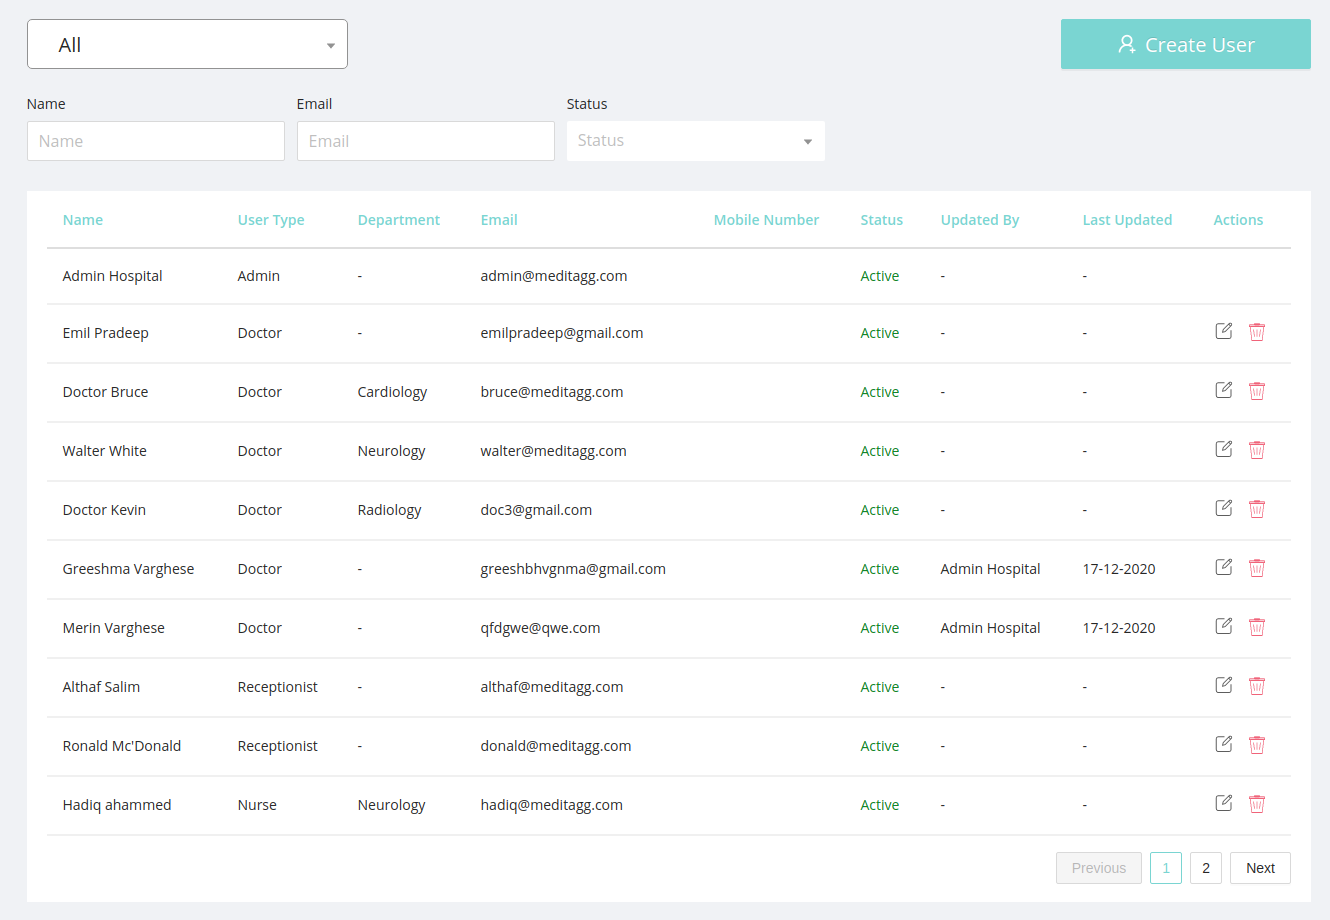 All
Create User
Name Email Status
Name Email Status
Name User Type Department Email Mobile Number Status Updated By Last Updated Actions
Admin Hospital Admin - admin@meditagg.com Active - -
Emil Pradeep Doctor - emilpradeep@gmail.com Active - -
Doctor Bruce Doctor Cardiology bruce@meditagg.com Active - -
Walter White Doctor Neurology walter@meditagg.com Active - -
Doctor Kevin Doctor Radiology doc3@gmail.com Active - -
Greeshma Varghese Doctor - greeshbhvgnma@gmail.com Active Admin Hospital 17-12-2020
Merin Varghese Doctor - qfdgwe@qwe.com Active Admin Hospital 17-12-2020
Althaf Salim Receptionist - althaf@meditagg.com Active - -
Ronald Mc'Donald Receptionist - donald@meditagg.com Active - -
Hadiq ahammed Nurse Neurology hadiq@meditagg.com Active - -
Previous 1 2 Next